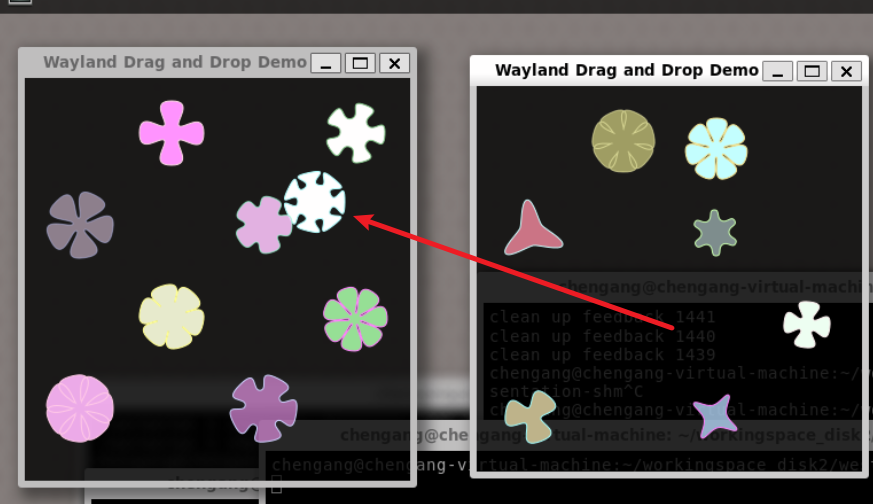 Wayland Drag and Drop Demo
Wayland Drag and Drop Demo
chengang@chengang-virtual-machin
clean up feedback 1441
clean up feedback 1440
clean up feedback 1439
chengang@chengang-virtual-machine:~/w
sentation-shm^C
chengang@chengang-virtual-machine:~/w
chengang@chengang-virtual-machine: ~/workingspace_disk
chengang@chengang-virtual-machine:~/workingspace_disk2/we
chengang@